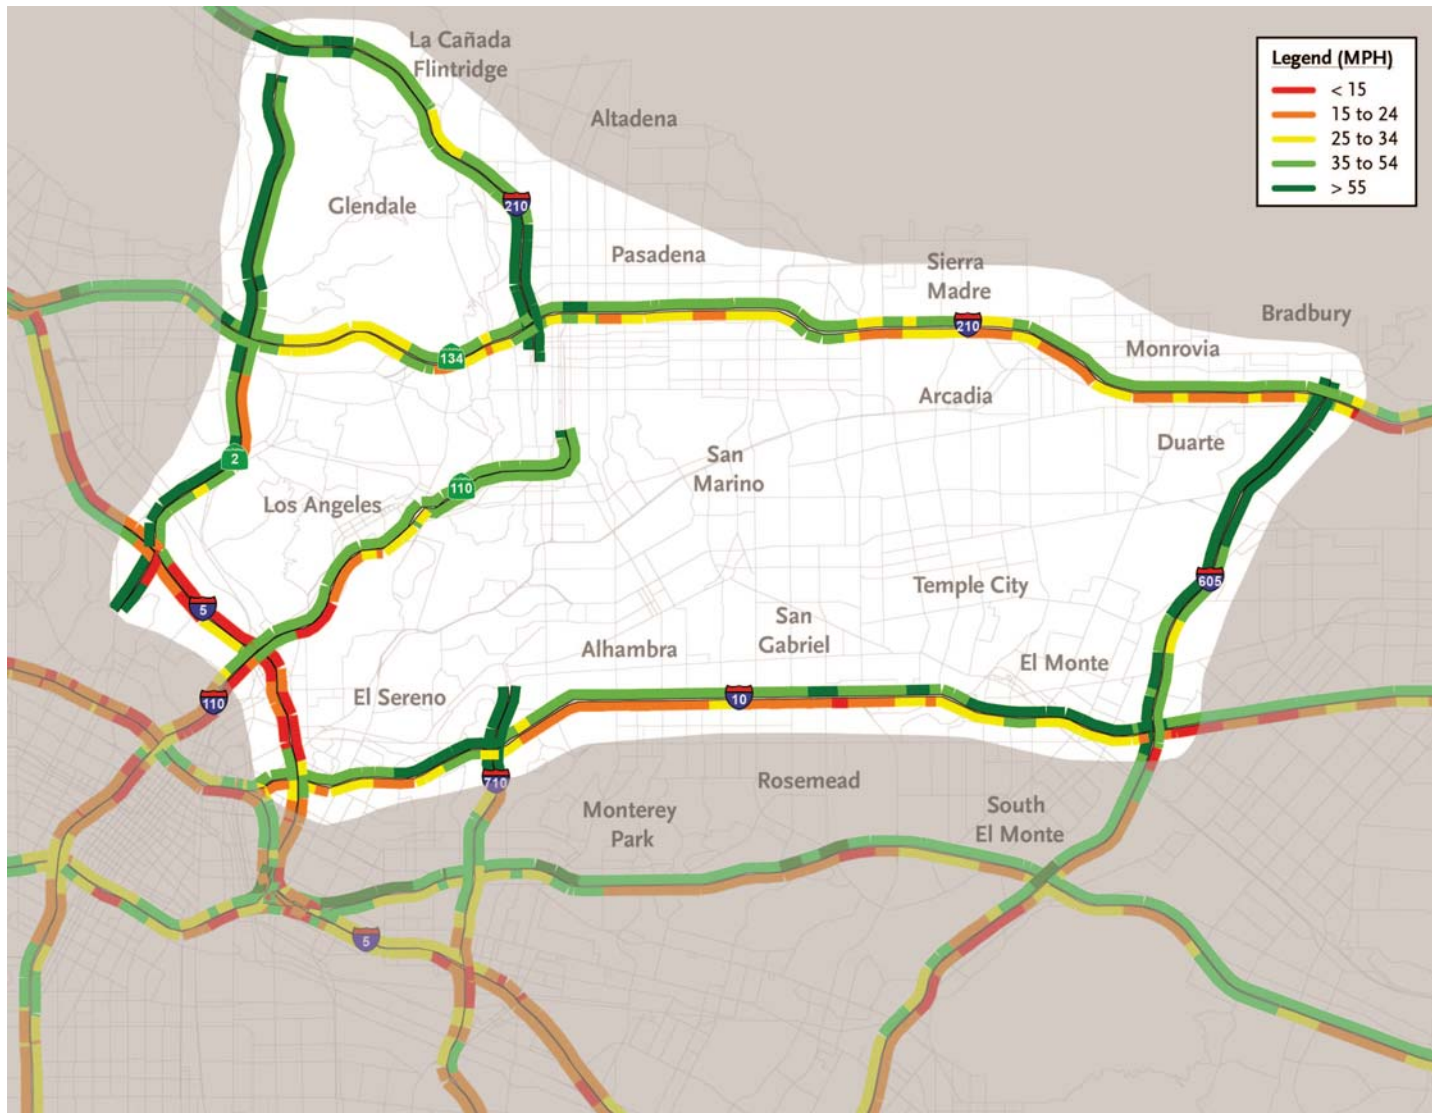 La Cañada
Flintridge
Legend (MPH)
< 15
15 to 24
25 to 34
35 to 54
> 55
Altadena
Glendale
210
Pasadena
Sierra
Madre
Bradbury
210
Monrovia
134
Arcadia
Duarte
2
San
Marino
110
Los Angeles
605
Temple City
5
San
Gabriel
Alhambra
El Monte
El Sereno
10
110
710
Rosemead
Monterey
Park
South
El Monte
5